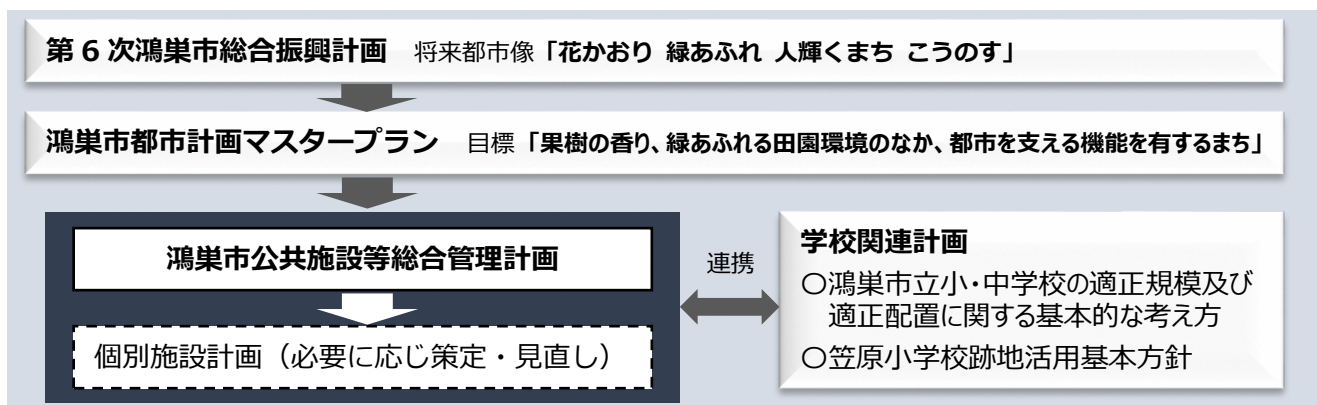 第6次鴻巣市総合振興計画 将来都市像「花かおり 緑あふれ 人輝くまち こうのす」
鴻巣市都市計画マスタープラン 目標「果樹の香り、緑あふれる田園環境のなか、都市を支える機能を有するまち」
鴻巣市公共施設等総合管理計画
個別施設計画（必要に応じ策定・見直し）
連携
学校関連計画
○鴻巣市立小・中学校の適正規模及び
適正配置に関する基本的な考え方
○笠原小学校跡地活用基本方針